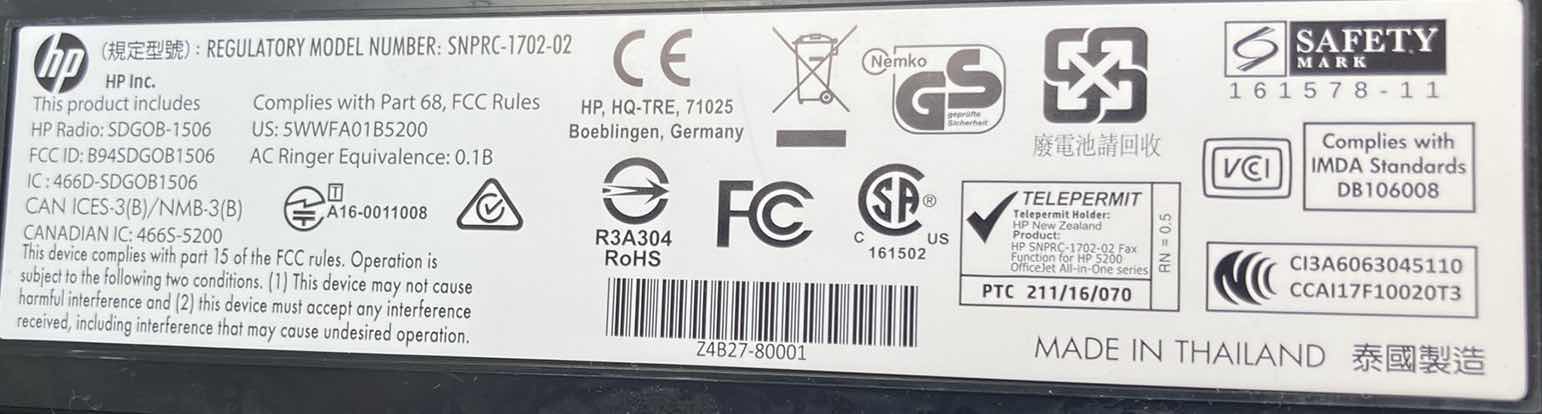 hp (規定型號) : REGULATORY MODEL NUMBER: SNPRC-1702-02
HP Inc.
This product includes
HP Radio: SDGOB-1506
FCC ID: B94SDGOB1506
IC : 466D-SDGOB1506
CAN ICES-3(B)/NMB-3(B)
CANADIAN IC: 466S-5200
Complies with Part 68, FCC Rules
US: 5WWFA01B5200
AC Ringer Equivalence: 0.1B
T
A16-0011008
This device complies with part 15 of the FCC rules. Operation is
subject to the following two conditions. (1) This device may not cause
harmful interference and (2) this device must accept any interference
received, including interference that may cause undesired operation.
CE
HP, HQ-TRE, 71025
Boeblingen, Germany
R3A304
RoHS
FC
Nemko
GS
geprüfte
Sicherheit
SA ®
C US
161502
Z4B27-80001
廢電池請回收
TELEPERMIT
Telepermit Holder:
HP New Zealand
Product:
HP SNPRC-1702-02 Fax
Function for HP 5200
OfficeJet All-in-One series
RN = 0.5
PTC 211/16/070
S SAFETY
MARK
161578-11
VCI
Complies with
IMDA Standards
DB106008
CCC
CI3A6063045110
CCAI17F10020T3
MADE IN THAILAND 泰國製造